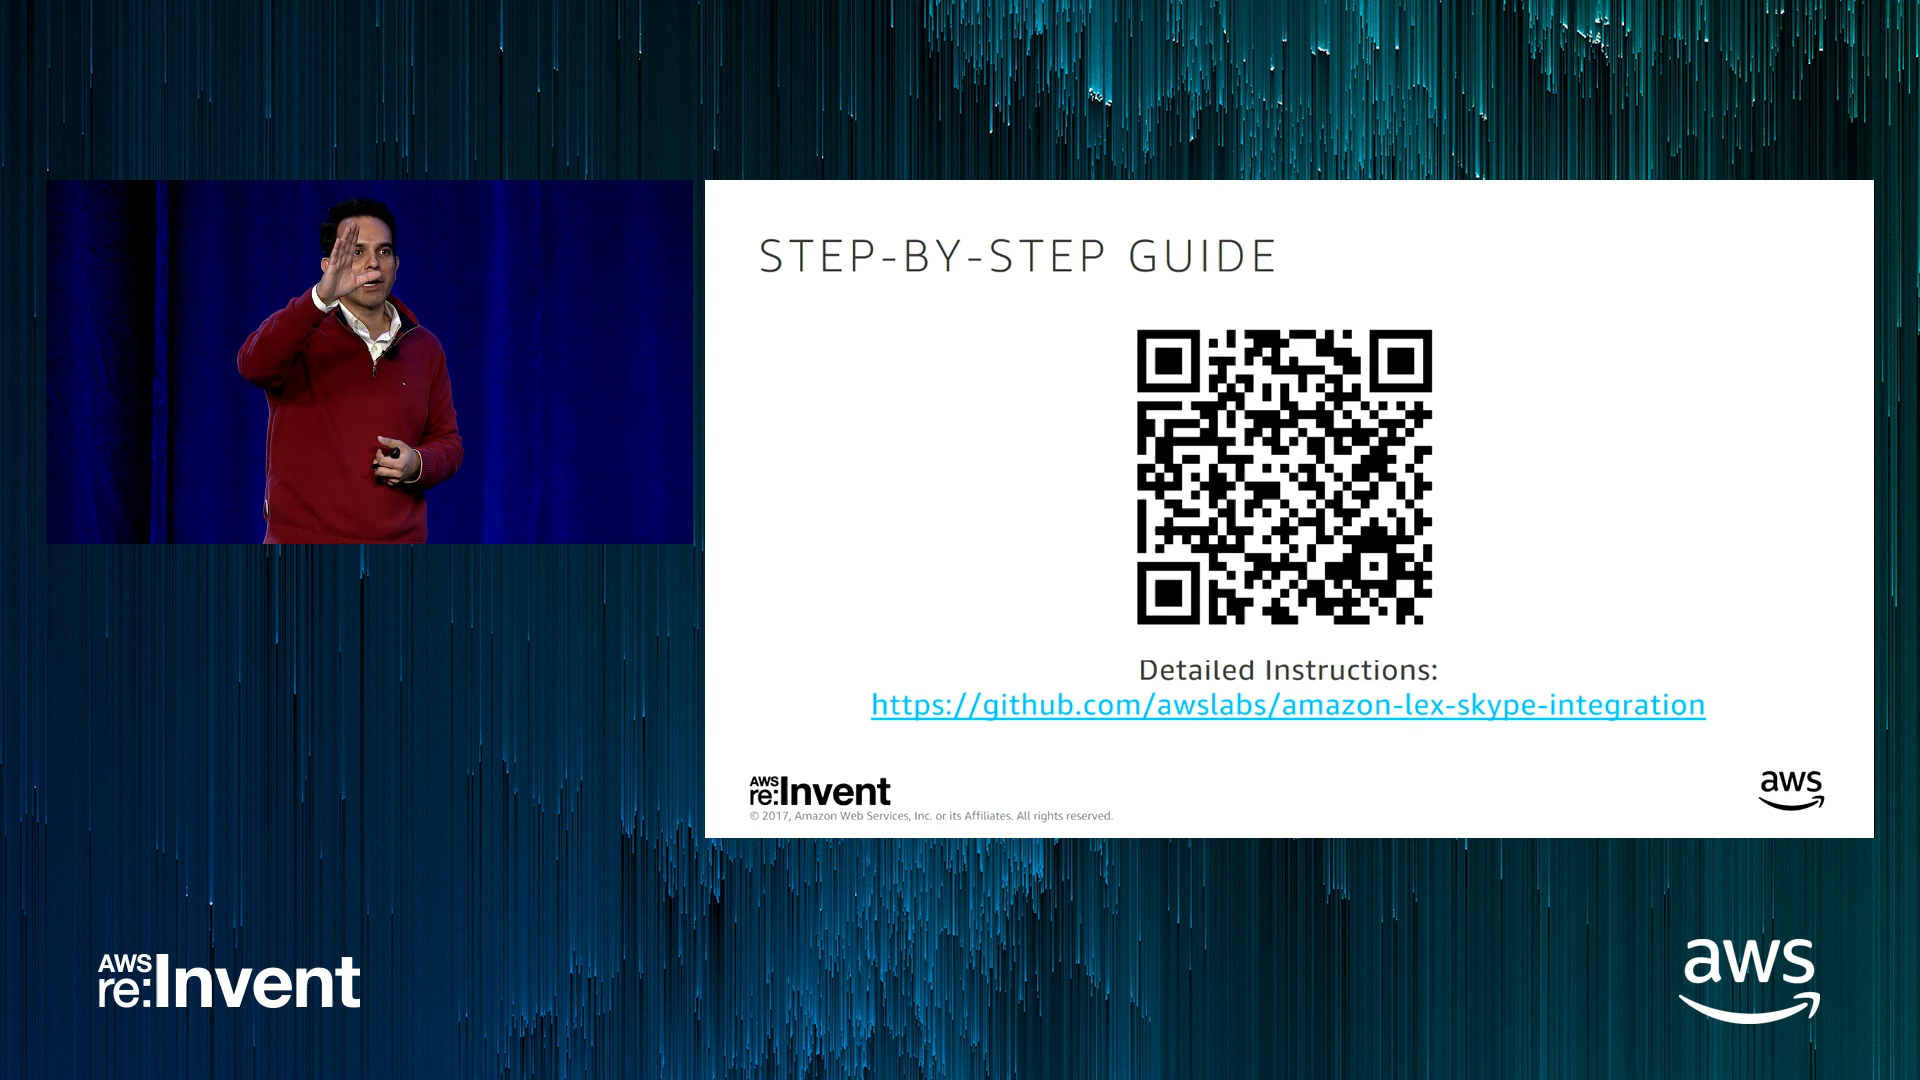 STEP-BY-STEP GUIDE
Detailed Instructions:
https://github.com/awslabs/amazon-lex-skype-integration
AWS
re:Invent
© 2017, Amazon Web Services, Inc. or its Affiliates. All rights reserved.
aws
AWS
re:Invent
aws